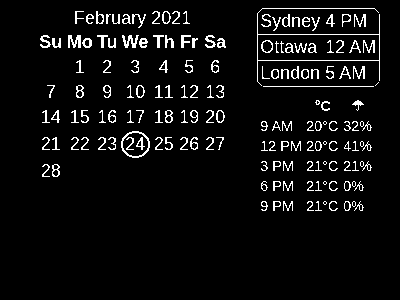 February 2021
Su Mo Tu We Th Fr Sa
1 2 3 4 5 6
7 8 9 10 11 12 13
14 15 16 17 18 19 20
21 22 23 24 25 26 27
28
Sydney 4 PM
Ottawa 12 AM
London 5 AM
°C ☂
9 AM 20°C 32%
12 PM 20°C 41%
3 PM 21°C 21%
6 PM 21°C 0%
9 PM 21°C 0%